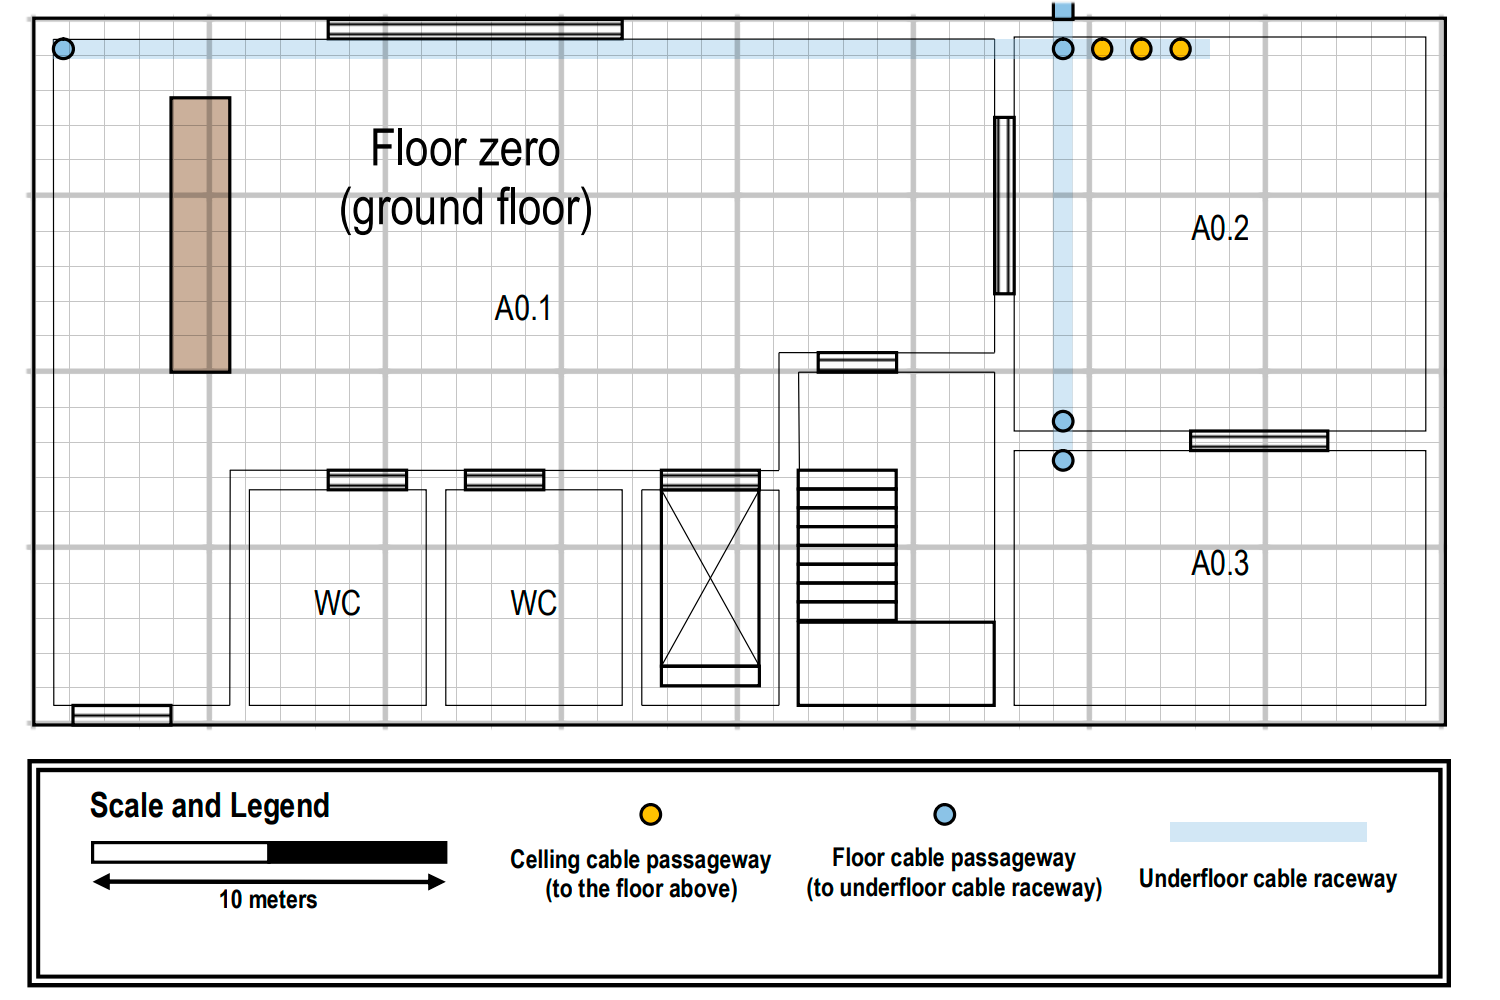 Floor zero
(ground floor)
A0.2
A0.1
A0.3
WC
WC
Scale and Legend
10 meters
Celling cable passageway
(to the floor above)
Floor cable passageway
(to underfloor cable raceway)
Underfloor cable raceway